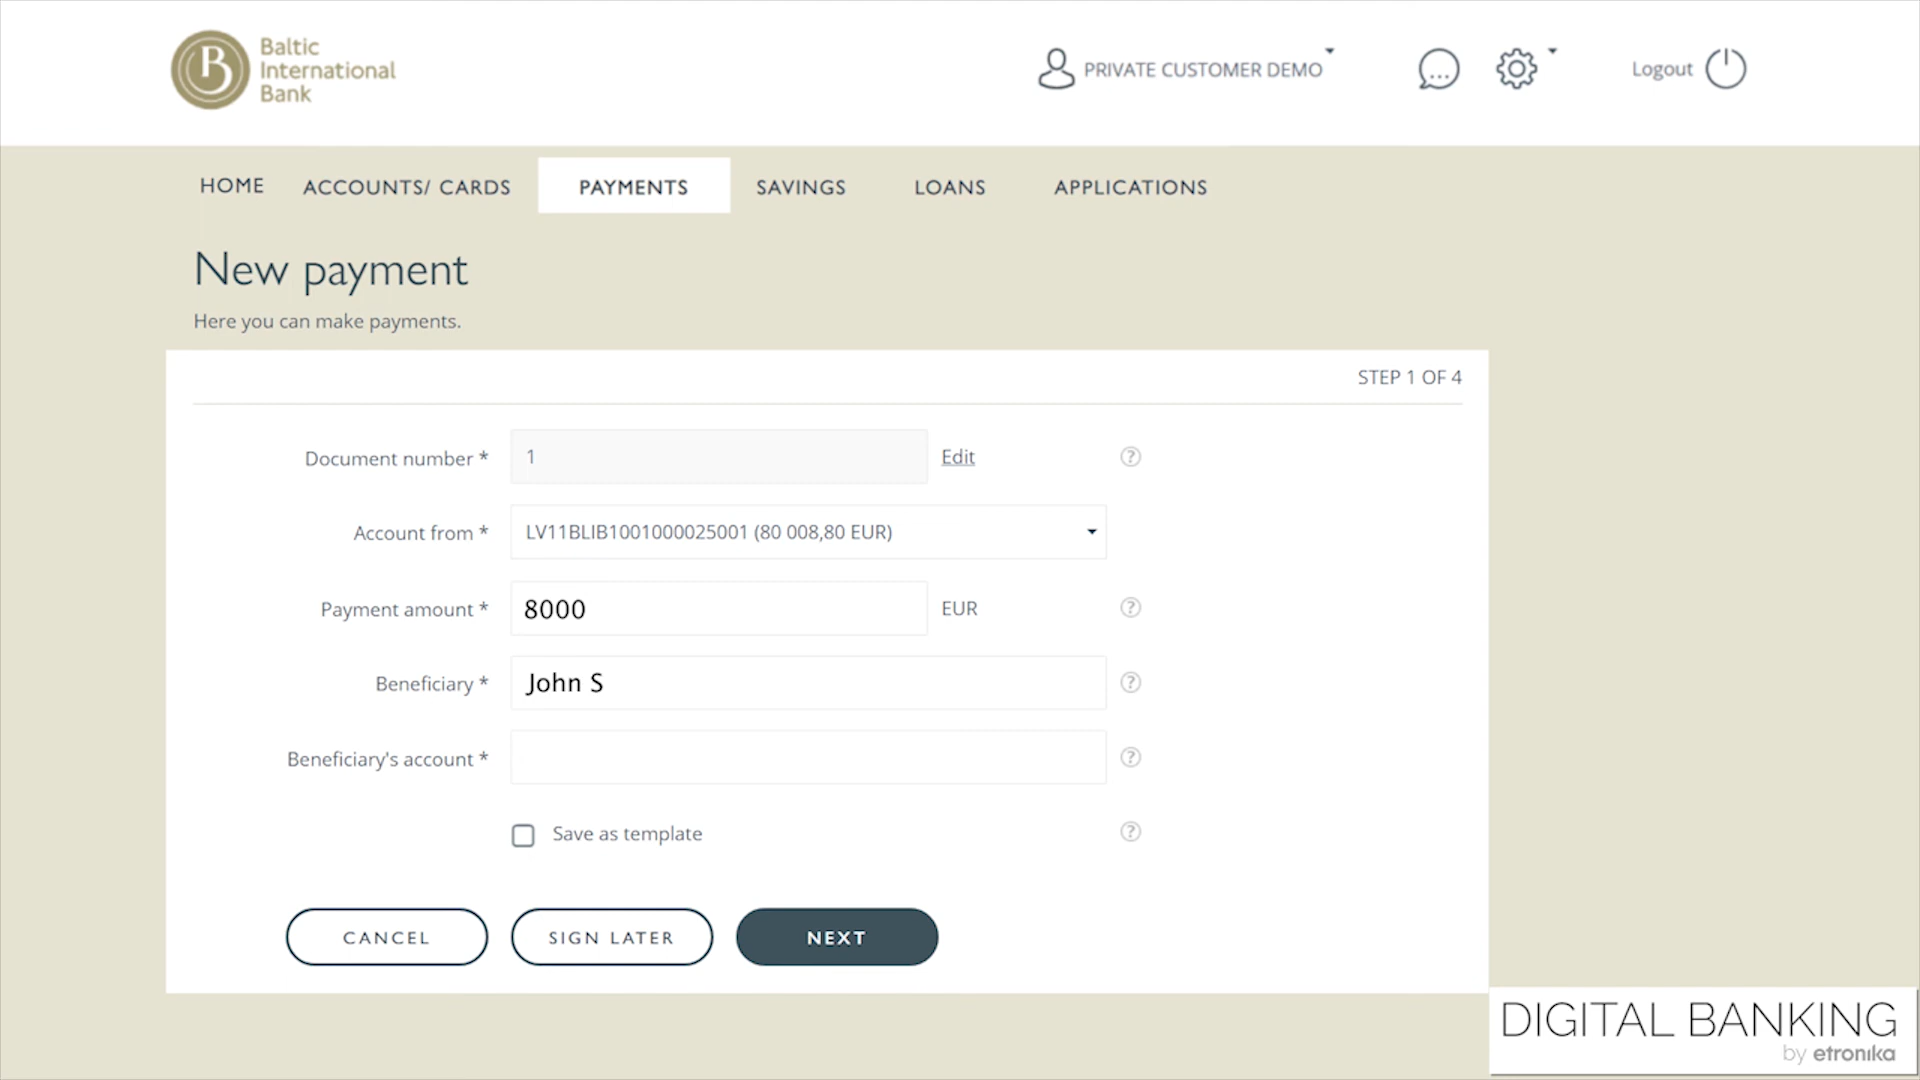 Baltic
International
Bank
PRIVATE CUSTOMER DEMO
Logout
HOME ACCOUNTS/ CARDS PAYMENTS SAVINGS LOANS APPLICATIONS
New payment
Here you can make payments.
STEP 1 OF 4
Document number * 1 Edit ?
Account from * LV11BLIB1001000025001 (80 008,80 EUR)
Payment amount * 8000 EUR ?
Beneficiary * John S ?
Beneficiary's account * ?
Save as template ?
CANCEL SIGN LATER NEXT
DIGITAL BANKING
by etronika